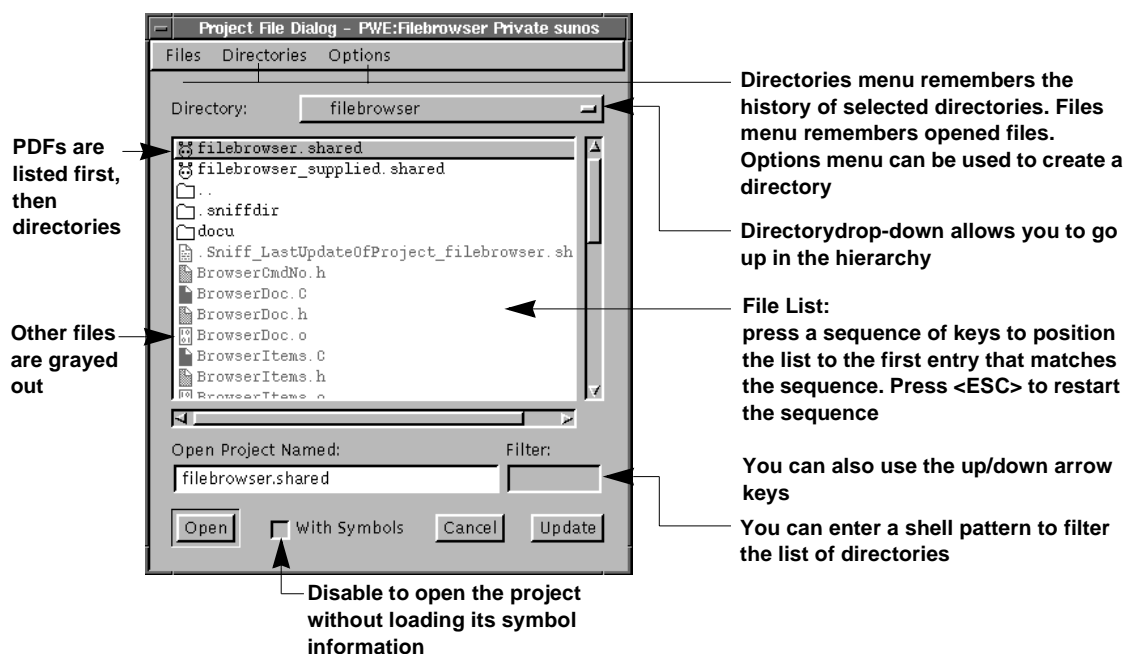 Project File Dialog - PWE:Filebrowser Private sunos
Files Directories Options
Directory: filebrowser
filebrowser.shared
filebrowser_supplied.shared
..
.sniffdir
docu
.Sniff_LastUpdateOfProject_filebrowser.sh
BrowserCmdNo.h
BrowserDoc.C
BrowserDoc.h
BrowserDoc.o
BrowserItems.C
BrowserItems.h
BrowserItems.o
Open Project Named: Filter:
filebrowser.shared
Open With Symbols Cancel Update
PDFs are
listed first,
then
directories
Other files
are grayed
out
Directories menu remembers the
history of selected directories. Files
menu remembers opened files.
Options menu can be used to create a
directory
Directorydrop-down allows you to go
up in the hierarchy
File List:
press a sequence of keys to position
the list to the first entry that matches
the sequence. Press <ESC> to restart
the sequence
You can also use the up/down arrow
keys
You can enter a shell pattern to filter
the list of directories
Disable to open the project
without loading its symbol
information